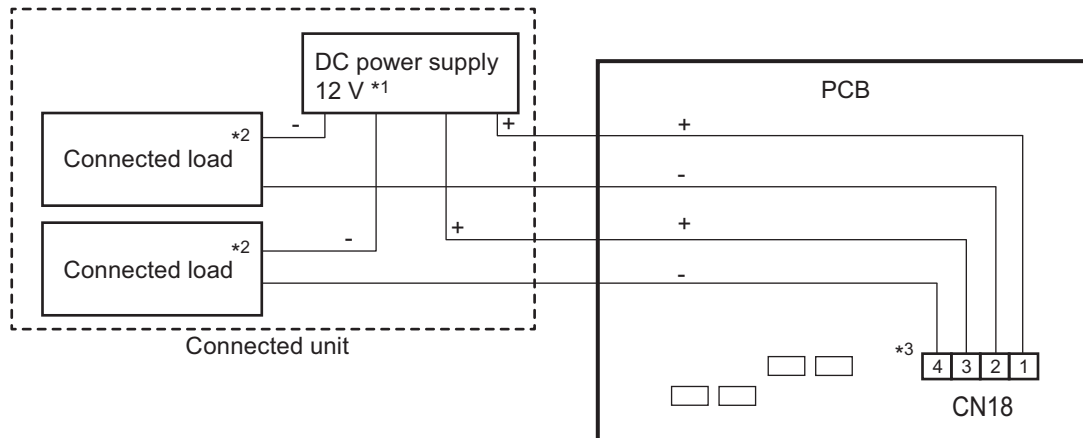 DC power supply
12 V *1
PCB
- + +
*2
Connected load
-
*2
Connected load
- + +
-
Connected unit
*3
4 3 2 1
CN18